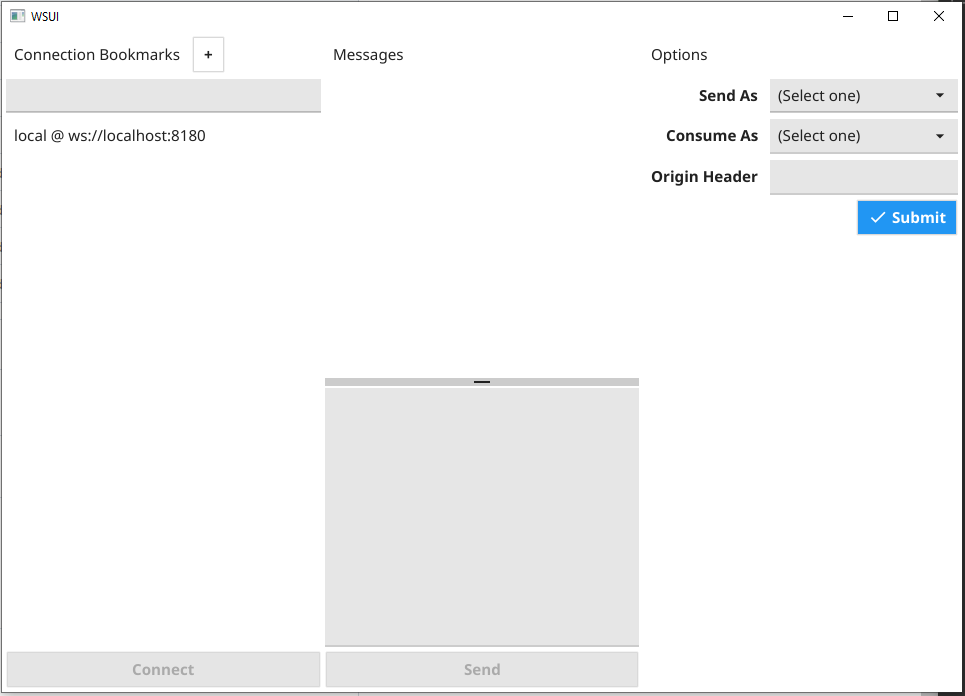 WSUI
Connection Bookmarks +
Messages
Options
local @ ws://localhost:8180
Send As (Select one)
Consume As (Select one)
Origin Header
Submit
Connect
Send